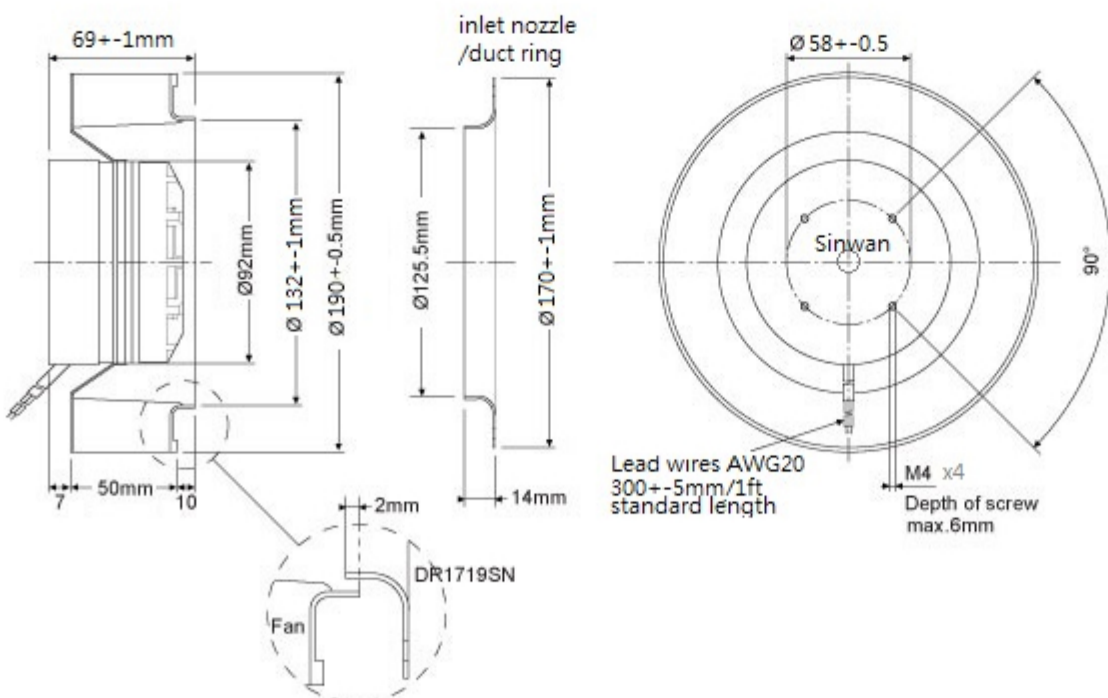 69+-1mm
inlet nozzle
/duct ring
Ø 58+-0.5
Ø92mm
Ø 132+-1mm
Ø 190+-0.5mm
Ø125.5mm
Ø 170+-1mm
Sinwan
90°
7
50mm
10
14mm
Lead wires AWG20
300+-5mm/1ft
standard length
M4 x4
Depth of screw
max.6mm
2mm
DR1719SN
Fan